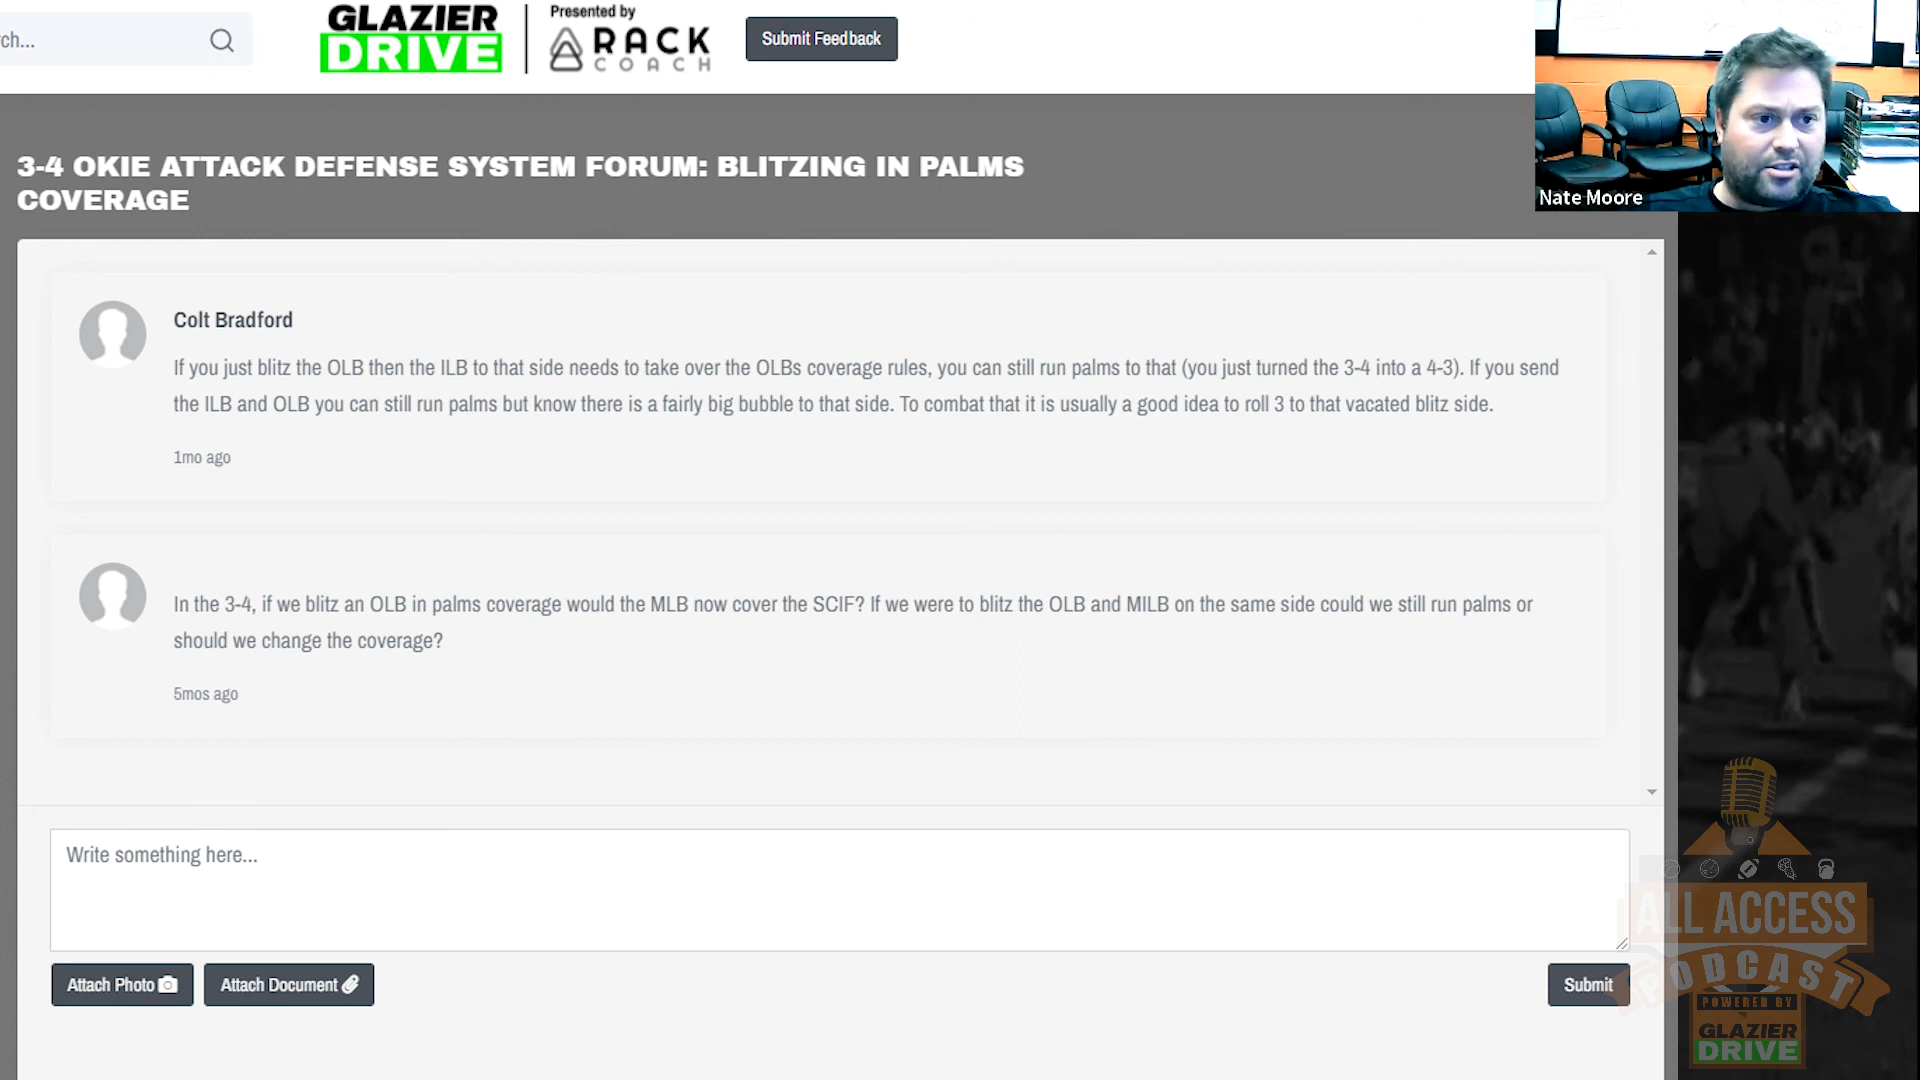 ch...
GLAZIER
DRIVE
Presented by
RACK
COACH
Submit Feedback
Nate Moore
3-4 OKIE ATTACK DEFENSE SYSTEM FORUM: BLITZING IN PALMS
COVERAGE
Colt Bradford
If you just blitz the OLB then the ILB to that side needs to take over the OLBs coverage rules, you can still run palms to that (you just turned the 3-4 into a 4-3). If you send
the ILB and OLB you can still run palms but know there is a fairly big bubble to that side. To combat that it is usually a good idea to roll 3 to that vacated blitz side.
1mo ago
In the 3-4, if we blitz an OLB in palms coverage would the MLB now cover the SCIF? If we were to blitz the OLB and MILB on the same side could we still run palms or
should we change the coverage?
5mos ago
Write something here...
Attach Photo
Attach Document
Submit
ALL ACCESS
PODCAST
POWERED BY
GLAZIER
DRIVE